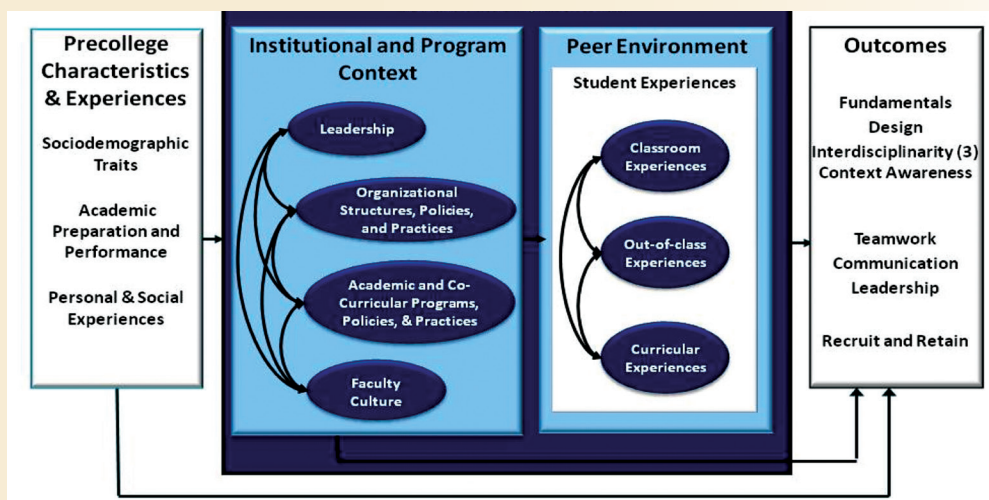 Precollege
Characteristics
& Experiences
Sociodemographic
Traits
Academic
Preparation and
Performance
Personal & Social
Experiences
Institutional and Program
Context
Leadership
Organizational
Structures, Policies,
and Practices
Academic and Co-
Curricular Programs,
Policies, & Practices
Faculty
Culture
Peer Environment
Student Experiences
Classroom
Experiences
Out-of-class
Experiences
Curricular
Experiences
Outcomes
Fundamentals
Design
Interdisciplinarity (3)
Context Awareness
Teamwork
Communication
Leadership
Recruit and Retain